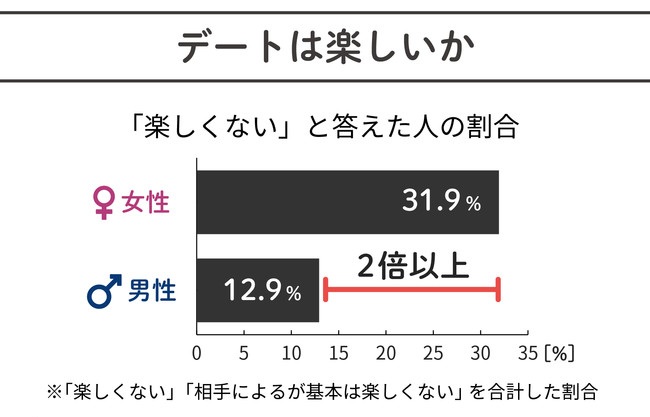 デートは楽しいか
「楽しくない」と答えた人の割合
女性
31.9%
2倍以上
男性
12.9%
0 5 10 15 20 25 30 35 [%]
※「楽しくない」「相手によるが基本は楽しくない」を合計した割合